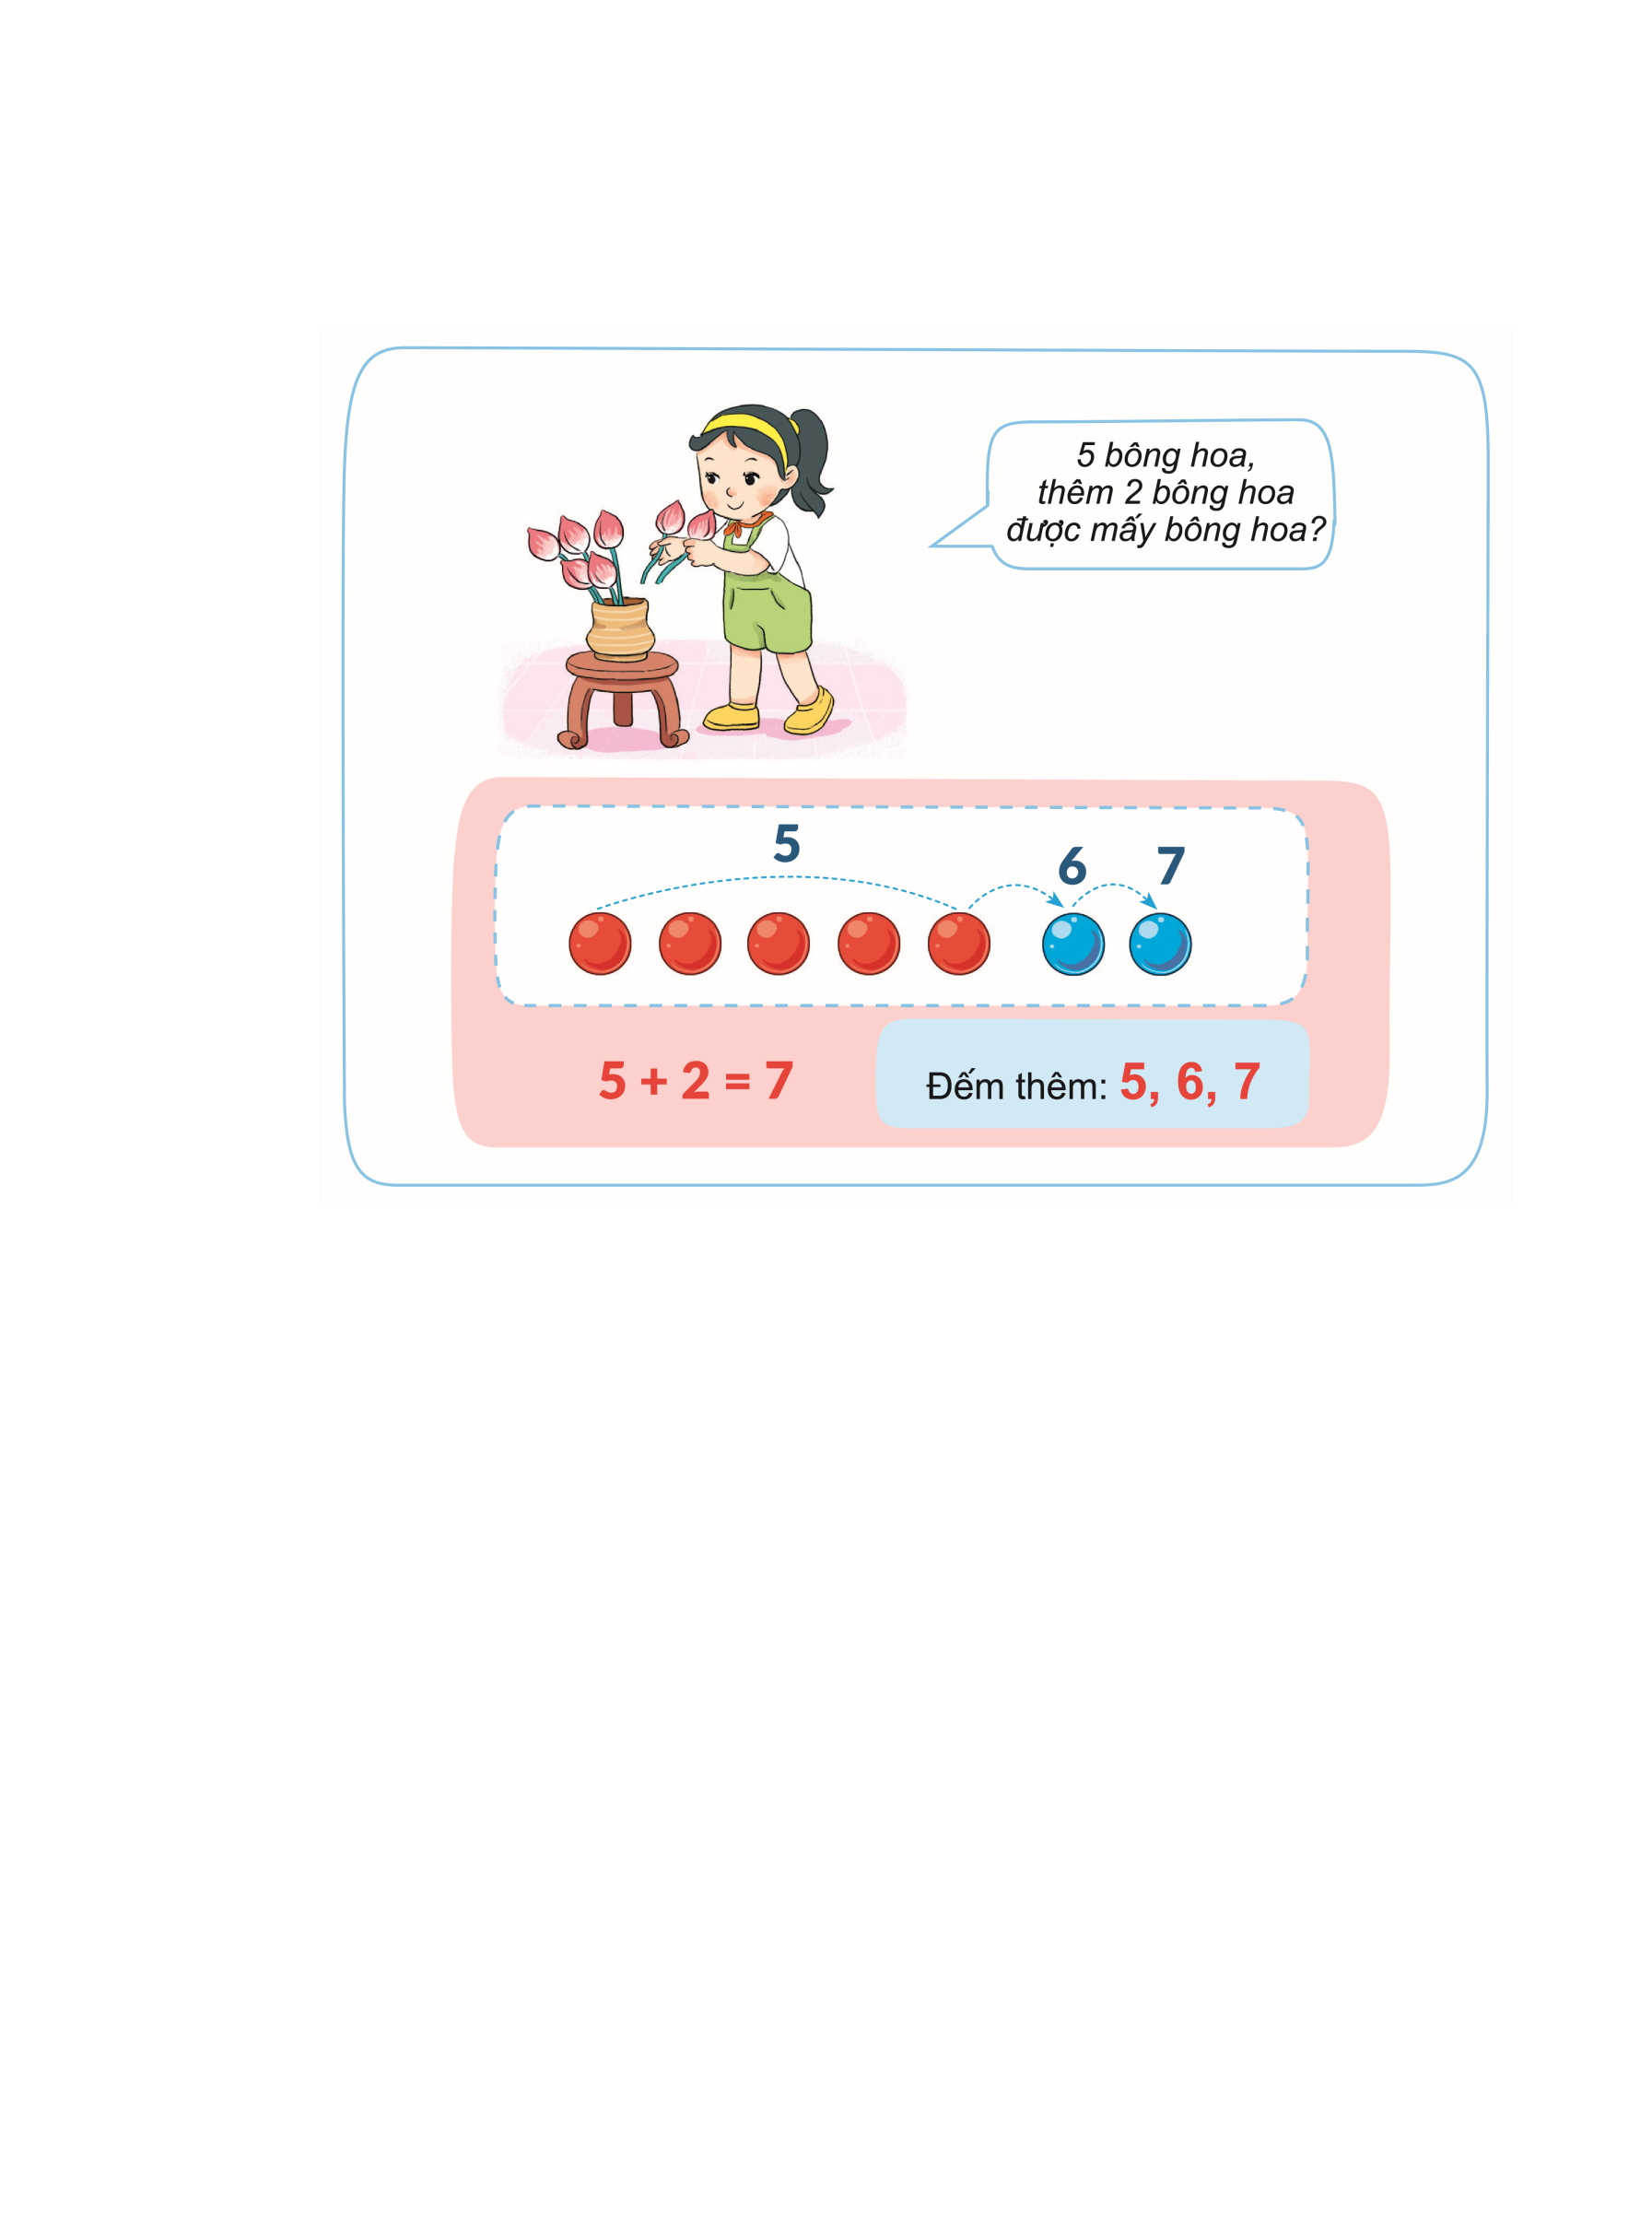 5 bông hoa,
thêm 2 bông hoa
được mấy bông hoa?
5
6 7
5 + 2 = 7
Đếm thêm: 5, 6, 7